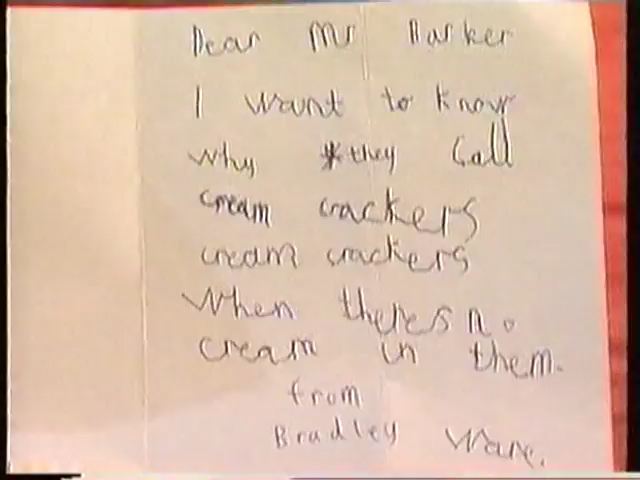 Dear Mr Barker
I want to know
why they call
cream crackers
cream crackers
When theres no
cream in them.
from
Bradley Ware.